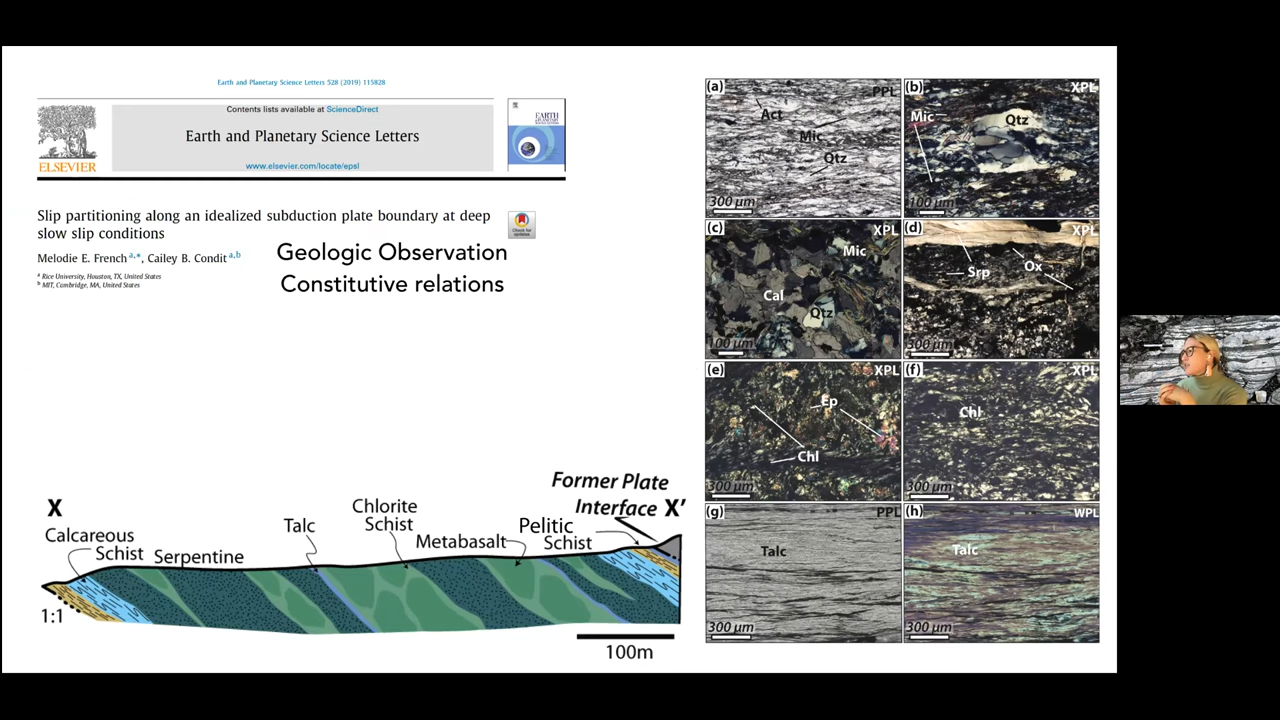 Earth and Planetary Science Letters 528 (2019) 115828
Contents lists available at ScienceDirect
Earth and Planetary Science Letters
www.elsevier.com/locate/epsl
ELSEVIER
EARTH
Slip partitioning along an idealized subduction plate boundary at deep
slow slip conditions
Check for
updates
Melodie E. French a,*, Cailey B. Condit a,b
a Rice University, Houston, TX, United States
b MIT, Cambridge, MA, United States
Geologic Observation
Constitutive relations
X
Calcareous
Schist
Serpentine
Talc
Chlorite
Schist
Metabasalt
Pelitic
Schist
Former Plate
Interface
X'
1:1
100m
(a)
PPL
Act
Mic
Qtz
300 μm
(b)
XPL
Mic
Qtz
100 μm
(c)
XPL
Mic
Cal
Qtz
100 μm
(d)
XPL
Srp
Ox
300 μm
(e)
XPL
Ep
Chl
300 μm
(f)
XPL
Chl
300 μm
(g)
PPL
Talc
300 μm
(h)
WPL
Talc
300 μm